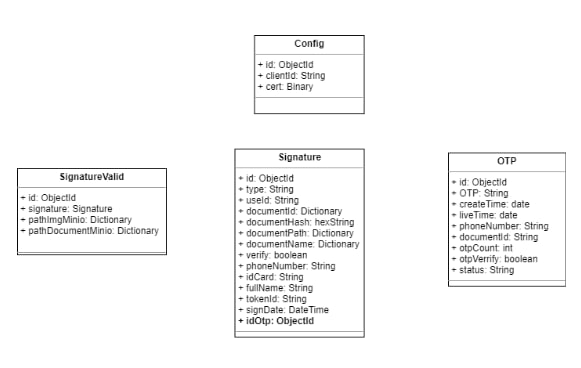 Config
+ id: ObjectId
+ clientId: String
+ cert: Binary
SignatureValid
+ id: ObjectId
+ signature: Signature
+ pathImgMinio: Dictionary
+ pathDocumentMinio: Dictionary
Signature
+ id: ObjectId
+ type: String
+ useId: String
+ documentId: Dictionary
+ documentHash: hexString
+ documentPath: Dictionary
+ documentName: Dictionary
+ verify: boolean
+ phoneNumber: String
+ idCard: String
+ fullName: String
+ tokenId: String
+ signDate: DateTime
+ idOtp: ObjectId
OTP
+ id: ObjectId
+ OTP: String
+ createTime: date
+ liveTime: date
+ phoneNumber: String
+ documentId: String
+ otpCount: int
+ otpVerrify: boolean
+ status: String